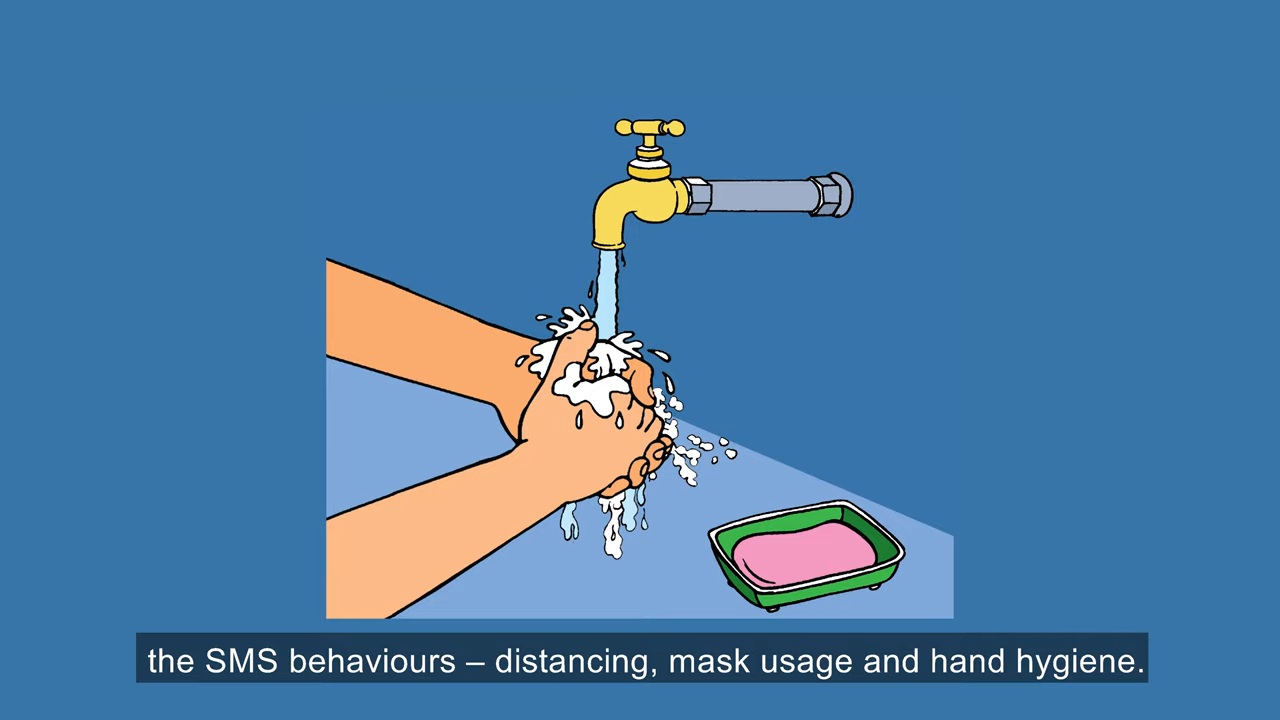 the SMS behaviours – distancing, mask usage and hand hygiene.